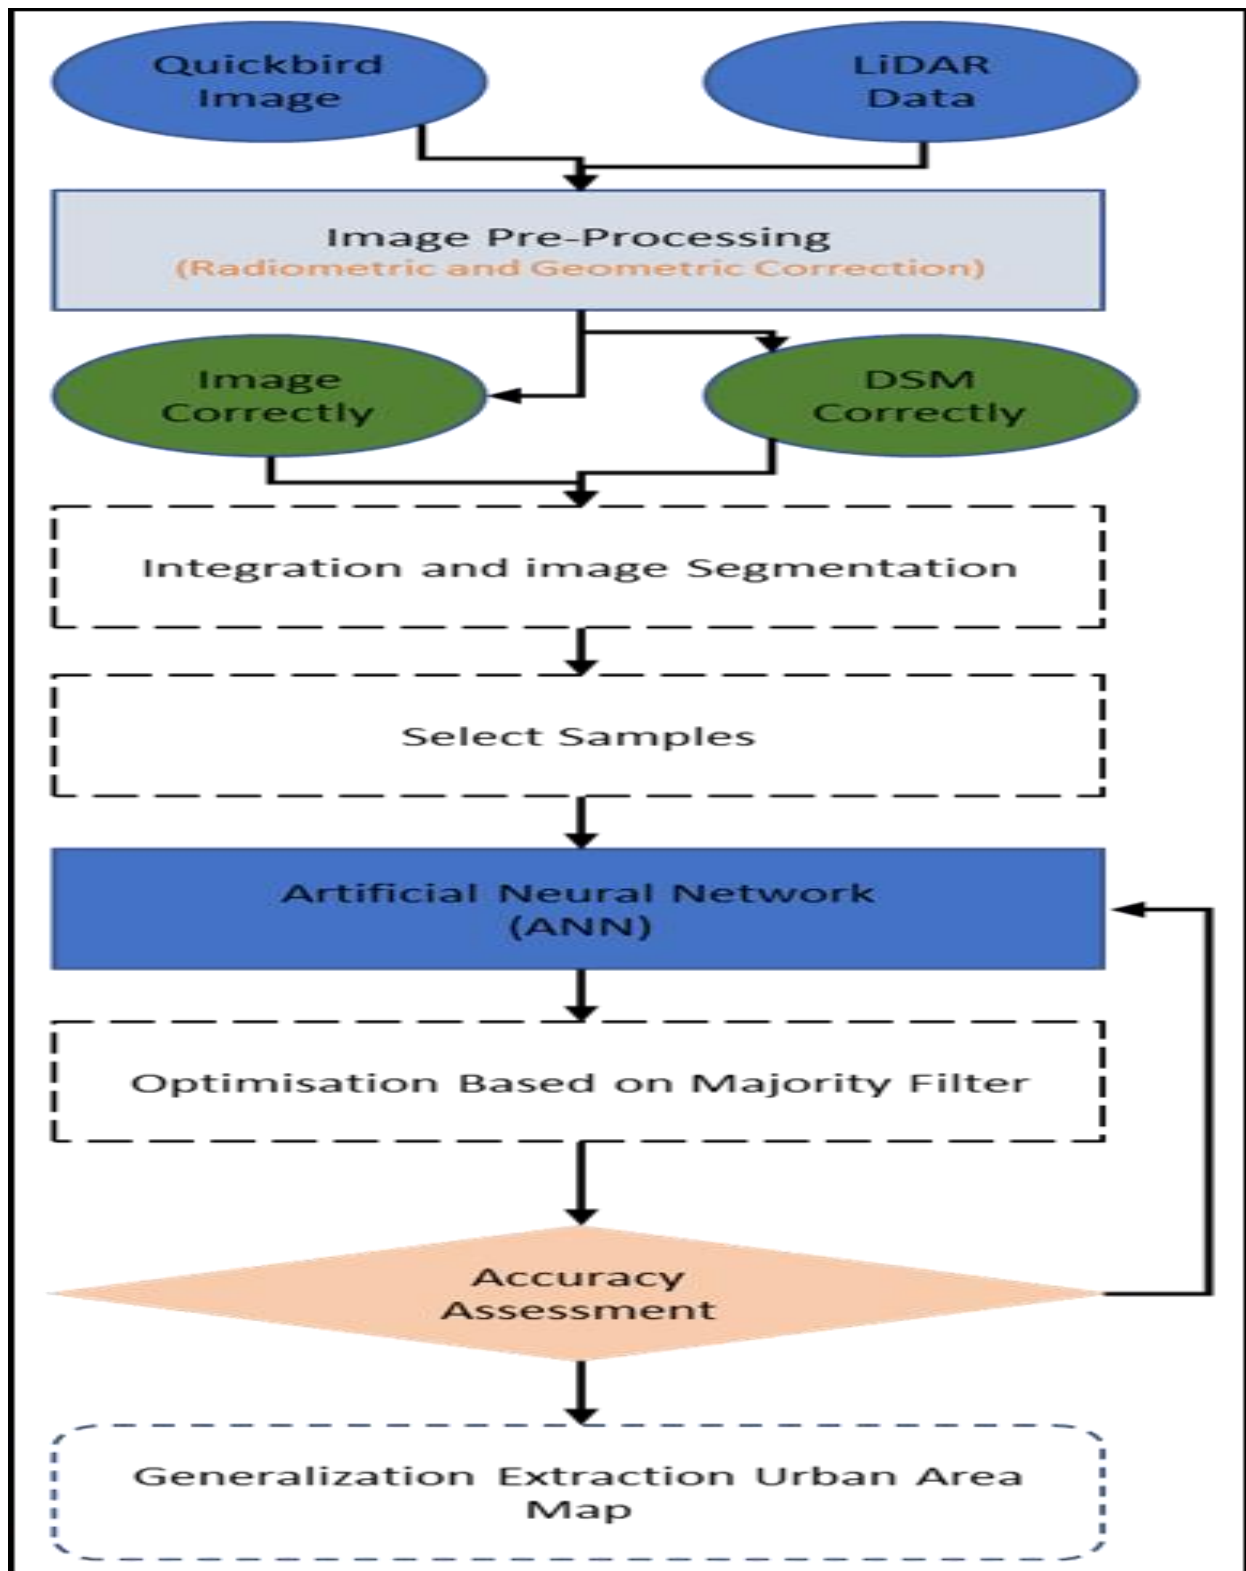 Quickbird
Image
LiDAR
Data
Image Pre-Processing
(Radiometric and Geometric Correction)
Image
Correctly
DSM
Correctly
Integration and image Segmentation
Select Samples
Artificial Neural Network
(ANN)
Optimisation Based on Majority Filter
Accuracy
Assessment
Generalization Extraction Urban Area
Map